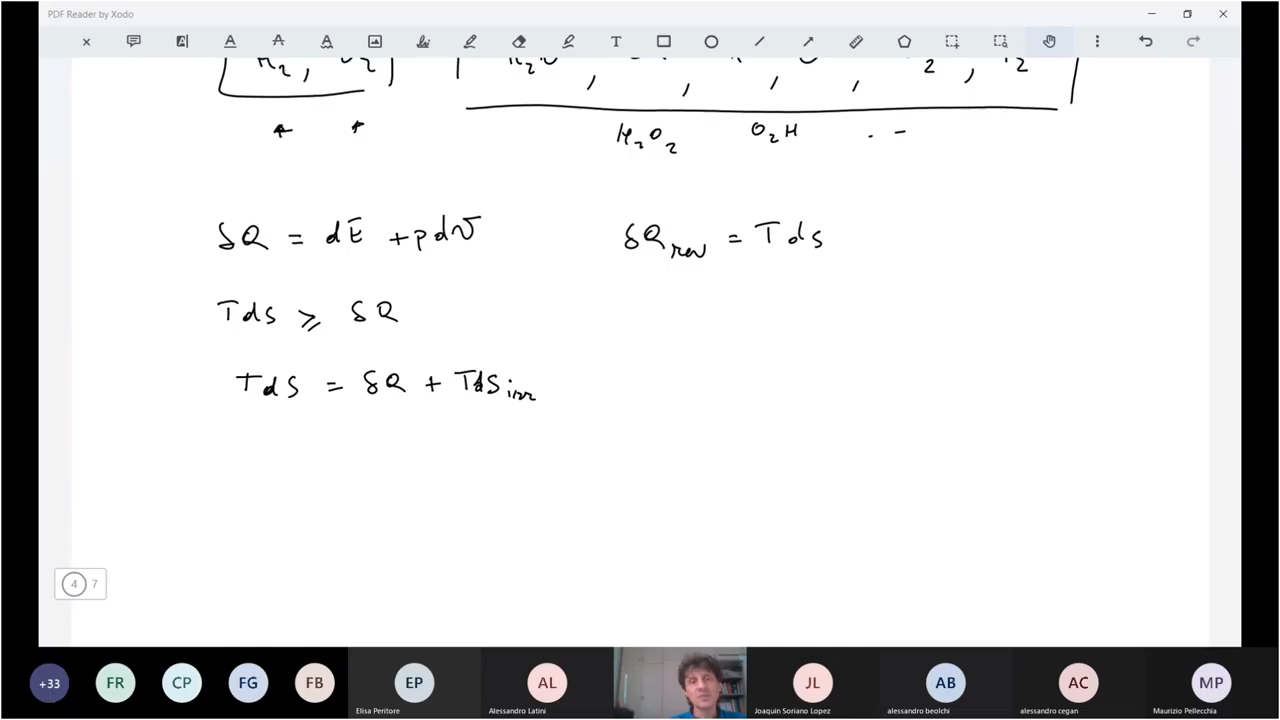 PDF Reader by Xodo
H₂ ,
H₂O₂ O₂H . . –
δQ = dE + pdv δQ_rev = T ds
Tds ⩾ δQ
Tds = δQ + Tds_irr
4 7
+33 FR CP FG FB EP AL JL AB AC MP
Elisa Peritore Alessandro Latini Joaquin Soriano Lopez alessandro beolchi alessandro cegan Maurizio Pellecchia